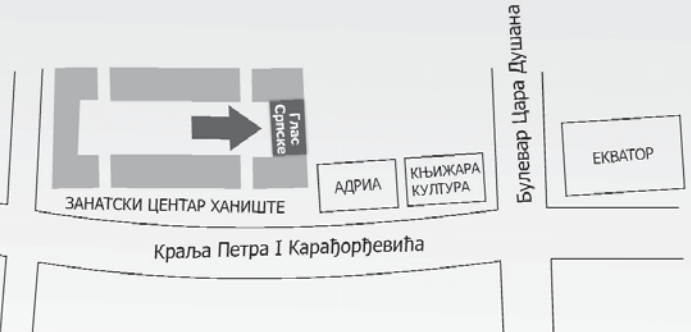 Булевар Цара Душана
Глас
Српске
ЕКВАТОР
КЊИЖАРА
КУЛТУРА
АДРИА
ЗАНАТСКИ ЦЕНТАР ХАНИШТЕ
Краља Петра I Карађорђевића